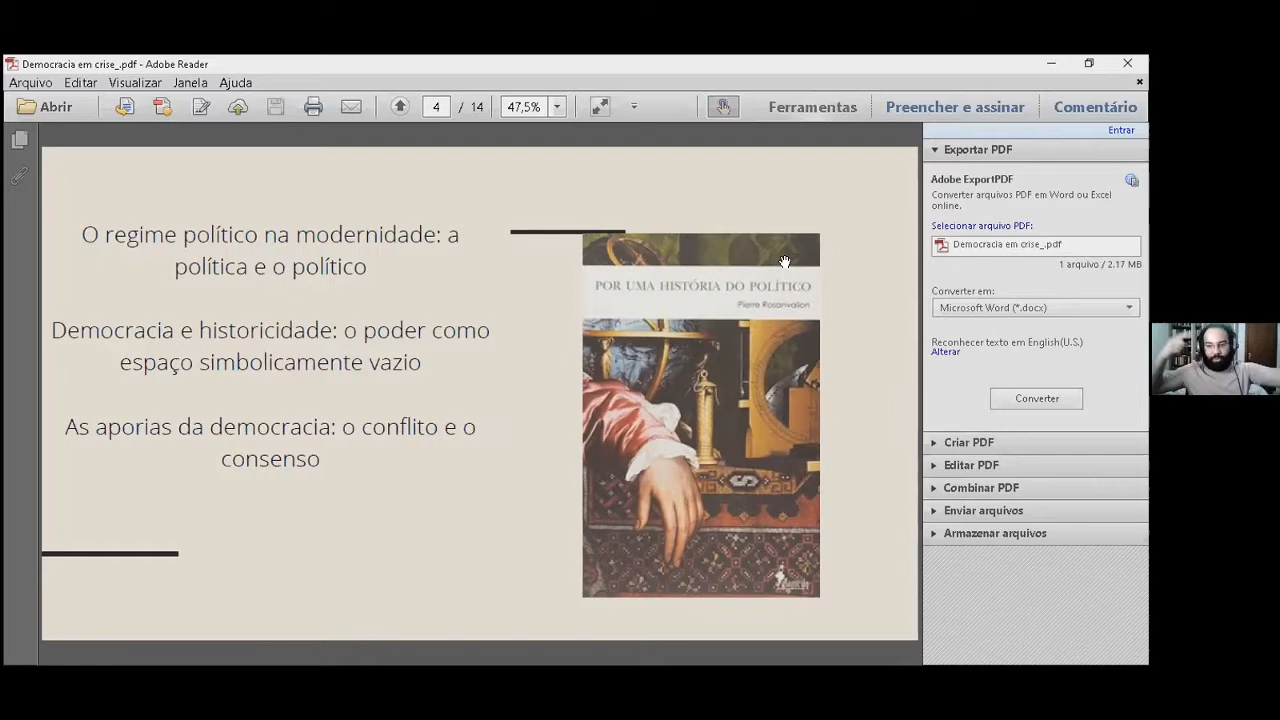 Democracia em crise_.pdf - Adobe Reader
Arquivo Editar Visualizar Janela Ajuda
Abrir 4 / 14 47,5% Ferramentas Preencher e assinar Comentário
Entrar
Exportar PDF
Adobe ExportPDF
Converter arquivos PDF em Word ou Excel
online.
Selecionar arquivo PDF:
Democracia em crise_.pdf
1 arquivo / 2.17 MB
Converter em:
Microsoft Word (*.docx)
Reconhecer texto em English(U.S.)
Alterar
Converter
Criar PDF
Editar PDF
Combinar PDF
Enviar arquivos
Armazenar arquivos
O regime político na modernidade: a
política e o político
Democracia e historicidade: o poder como
espaço simbolicamente vazio
As aporias da democracia: o conflito e o
consenso
POR UMA HISTÓRIA DO POLÍTICO
Pierre Rosanvallon